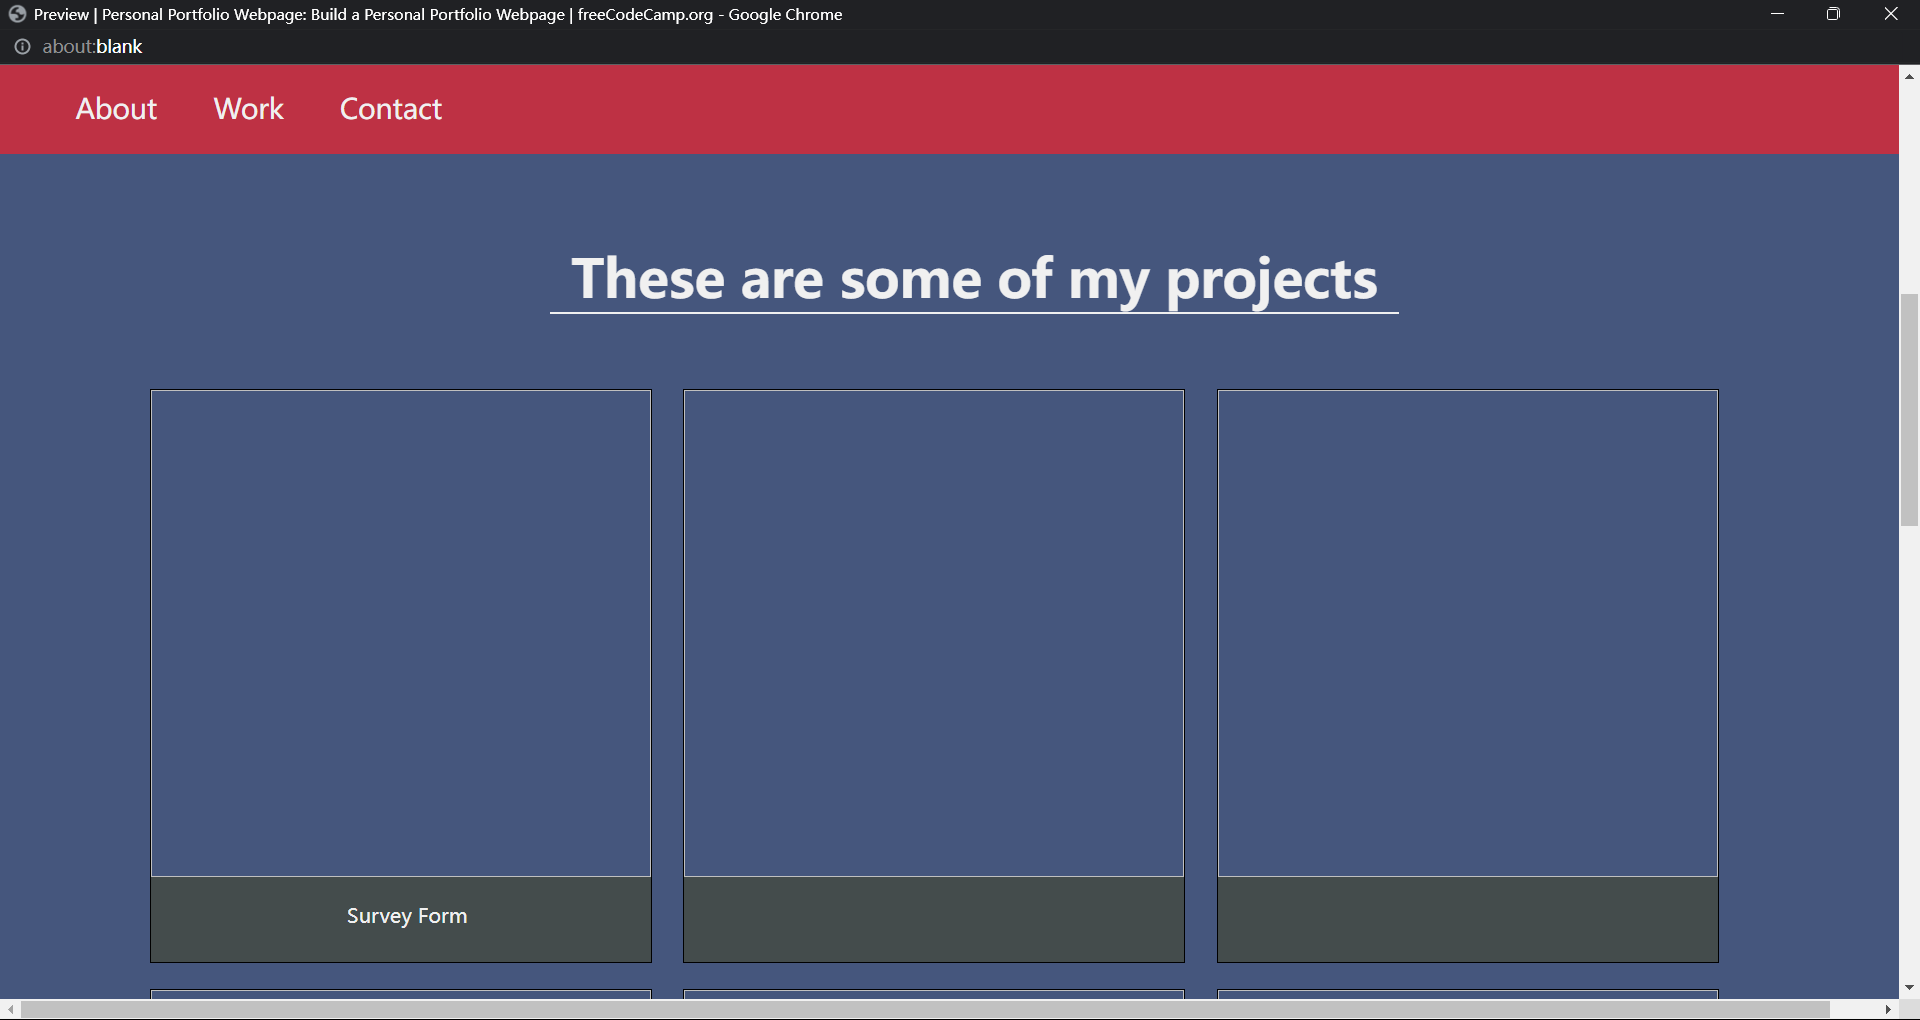 Preview | Personal Portfolio Webpage: Build a Personal Portfolio Webpage | freeCodeCamp.org - Google Chrome
about:blank
About Work Contact
These are some of my projects
Survey Form